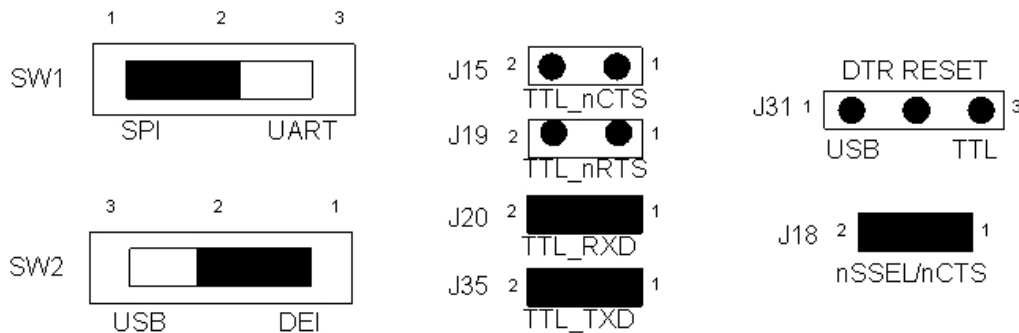 1 2 3
SW1
SPI UART
3 2 1
SW2
USB DEI
J15 2 1
TTL_nCTS
J19 2 1
TTL_nRTS
J20 2 1
TTL_RXD
J35 2 1
TTL_TXD
DTR RESET
J31 1 3
USB TTL
J18 2 1
nSSEL/nCTS